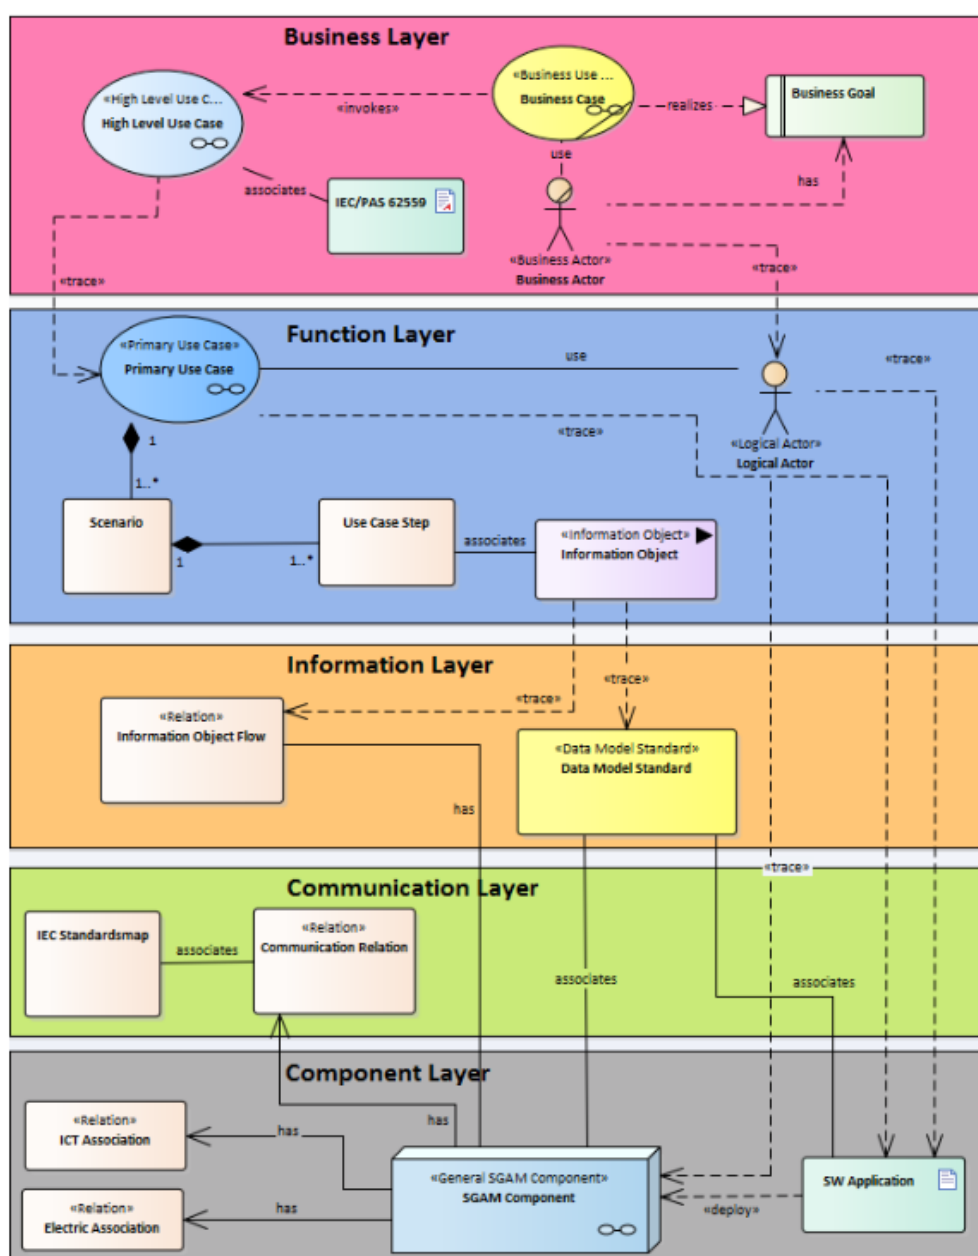 Business Layer
«High Level Use C...
High Level Use Case
«invokes»
«Business Use ...
Business Case
realizes
Business Goal
use
has
associates
IEC/PAS 62559
«Business Actor»
Business Actor
«trace»
«trace»
Function Layer
«Primary Use Case»
Primary Use Case
use
«trace»
«trace»
«Logical Actor»
Logical Actor
1
1..*
Scenario
1
1..*
Use Case Step
associates
«Information Object»
Information Object
Information Layer
«trace»
«trace»
«Relation»
Information Object Flow
«Data Model Standard»
Data Model Standard
has
«trace»
Communication Layer
IEC Standardsmap
associates
«Relation»
Communication Relation
associates
associates
Component Layer
«Relation»
ICT Association
has
has
«General SGAM Component»
SGAM Component
«Relation»
Electric Association
has
«deploy»
SW Application